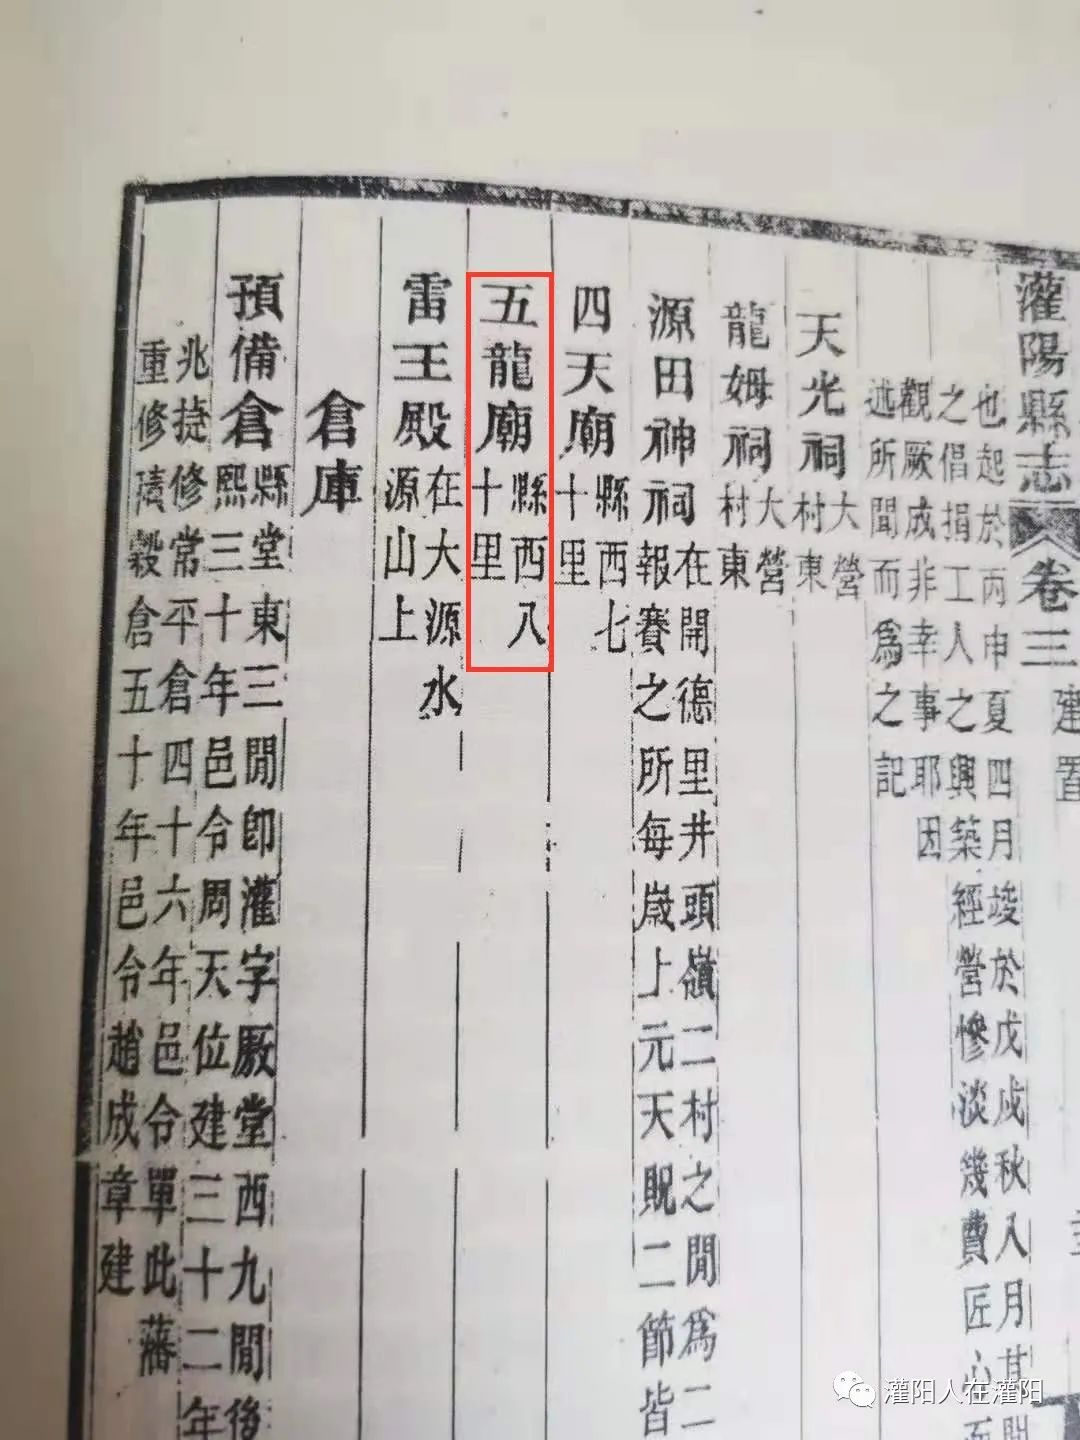 灌陽縣志 卷三 建置
也起於丙申夏四月竣於戊戌秋八月其間
之倡捐工人之興築經營慘淡幾費匠心而
觀厥成非幸事耶因
述所聞而為之記
天光祠 大營
村東
龍姆祠 大營
村東
源田神祠 在開德里井頭嶺二村之間為二
報賽之所每歲上元天貺二節皆
四天廟 縣西七
十里
五龍廟 縣西八
十里
雷王殿 在大源水
源山上
倉庫
預備倉 縣堂東三間即灌字厫堂西九間後
熙三十年邑令周天位建三十二年
兆捷修常平倉四十六年邑令單此藩
重修積穀倉五十年邑令趙成章建
灌阳人在灌阳